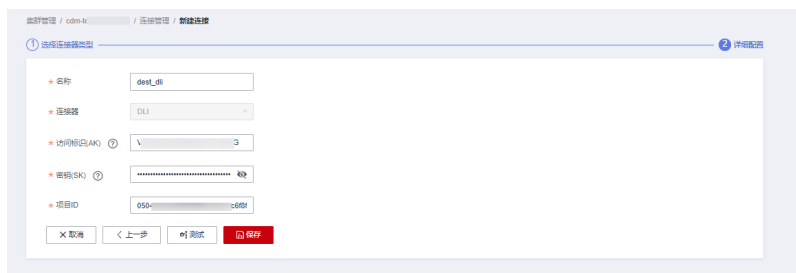 集群管理 / cdm-t / 连接管理 / 新建连接
1 选择连接器类型
2 详细配置
* 名称 dest_dli
* 连接器 DLI
* 访问标识(AK) ? V G
* 密钥(SK) ? ••••••••••••••••••••••••••••••••••••
* 项目ID 0504 c6f8f
取消 上一步 测试 保存